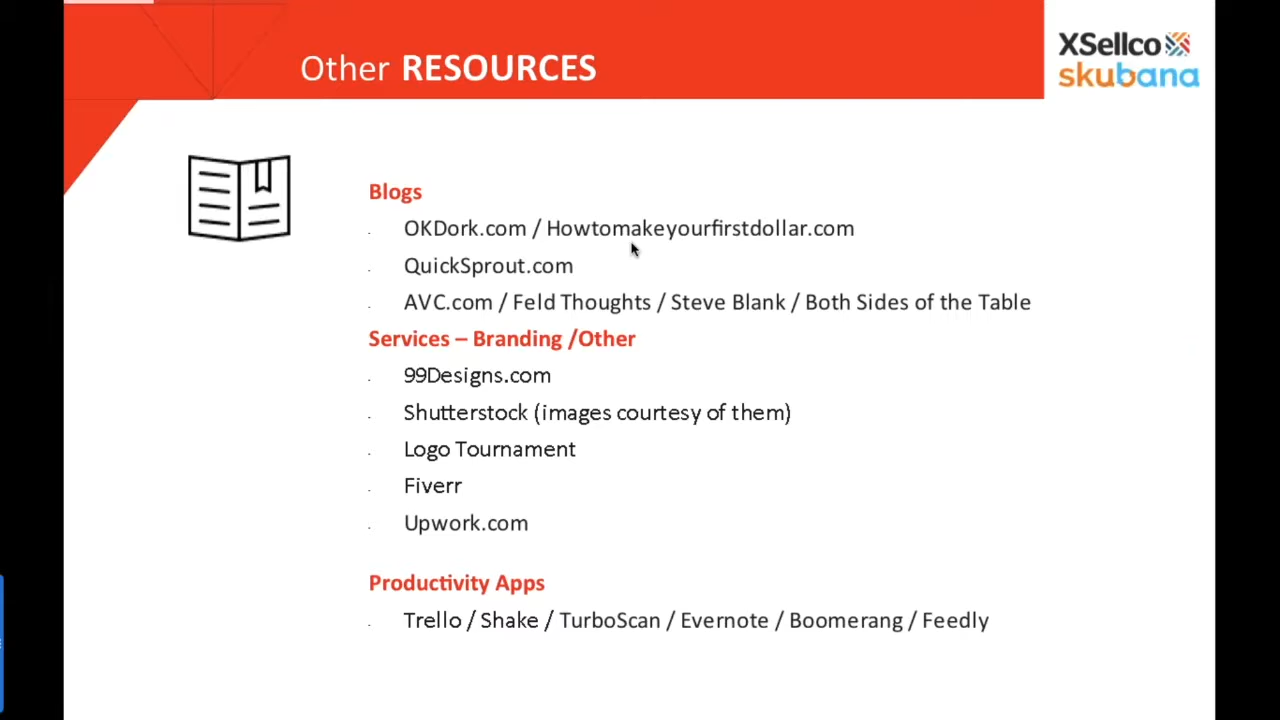 Other RESOURCES
XSellco
skubana
Blogs
OKDork.com / Howtomakeyourfirstdollar.com
QuickSprout.com
AVC.com / Feld Thoughts / Steve Blank / Both Sides of the Table
Services – Branding /Other
99Designs.com
Shutterstock (images courtesy of them)
Logo Tournament
Fiverr
Upwork.com
Productivity Apps
Trello / Shake / TurboScan / Evernote / Boomerang / Feedly